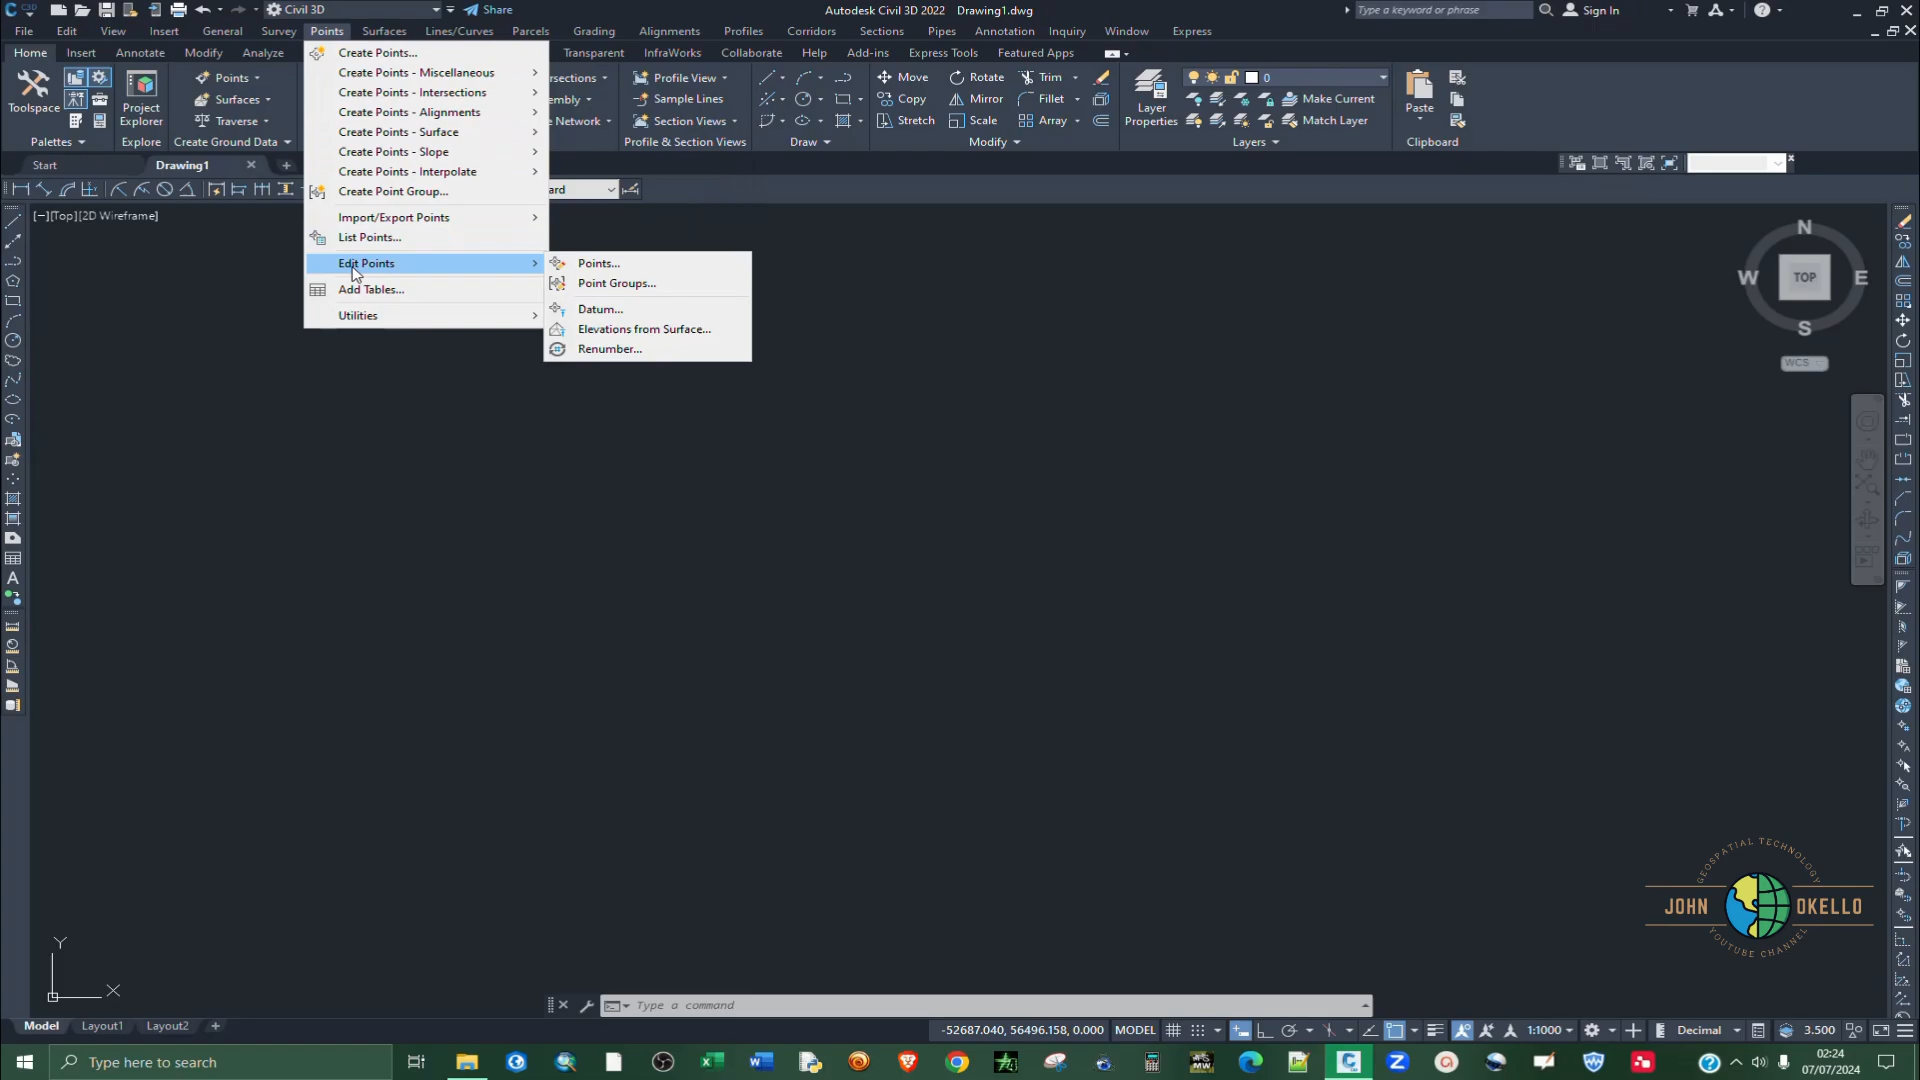 Civil 3D
Share
Autodesk Civil 3D 2022 Drawing1.dwg
Type a keyword or phrase
Sign In
File Edit View Insert General Survey Points Surfaces Lines/Curves Parcels Grading Alignments Profiles Corridors Sections Pipes Annotation Inquiry Window Express
Home Insert Annotate Modify Analyze Transparent InfraWorks Collaborate Help Add-ins Express Tools Featured Apps
Toolspace
Palettes
Project
Explorer
Explore
Points
Surfaces
Traverse
Create Ground Data
Create Points...
Create Points - Miscellaneous
Create Points - Intersections
Create Points - Alignments
Create Points - Surface
Create Points - Slope
Create Points - Interpolate
Create Point Group...
Import/Export Points
List Points...
Edit Points
Add Tables...
Utilities
Points...
Point Groups...
Datum...
Elevations from Surface...
Renumber...
Profile View
Sample Lines
Section Views
Profile & Section Views
Draw
Move Rotate Trim
Copy Mirror Fillet
Stretch Scale Array
Modify
Layer
Properties
0
Make Current
Match Layer
Layers
Paste
Clipboard
Start Drawing1
[−][Top][2D Wireframe]
N
W TOP E
S
WCS
GEOSPATIAL TECHNOLOGY
JOHN OKELLO
YOUTUBE CHANNEL
Y
X
Type a command
Model Layout1 Layout2
-52687.040, 56496.158, 0.000 MODEL 1:1000 Decimal 3.500
Type here to search
02:24
07/07/2024